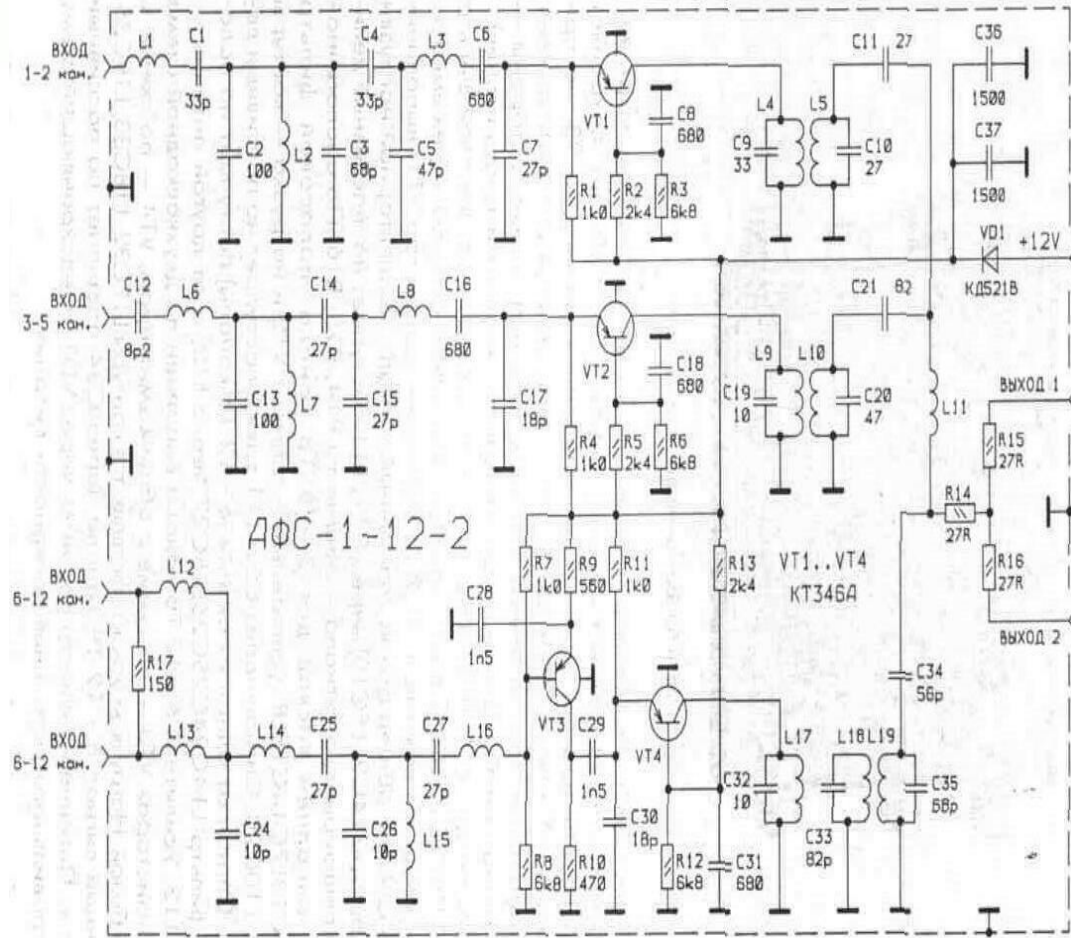 ВХОД
1-2 кан.
L1
C1
33p
C2
100
L2
C3
68p
C4
33p
C5
47p
L3
C6
680
C7
27p
VT1
R1
1k0
R2
2k4
C8
680
R3
6k8
C9
33
L4
L5
C10
27
C11
27
C36
1500
C37
1500
VD1
+12V
КД521В
ВХОД
3-5 кан.
C12
8p2
L6
C13
100
L7
C14
27p
C15
27p
L8
C16
680
C17
18p
VT2
R4
1k0
R5
2k4
C18
680
R6
6k8
C19
10
L9
L10
C20
47
C21
82
L11
ВЫХОД 1
R15
27R
R14
27R
R16
27R
ВЫХОД 2
АФС-1-12-2
ВХОД
6-12 кан.
L12
R17
150
ВХОД
6-12 кан.
L13
L14
C24
10p
C25
27p
C26
10p
L15
C27
27p
L16
C28
1n5
R7
1k0
R9
560
R11
1k0
R13
2k4
VT1...VT4
КТ346А
VT3
C29
1n5
VT4
R8
6k8
R10
470
C30
18p
R12
6k8
C31
680
C32
10
L17
C33
82p
L18
L19
C34
56p
C35
68p